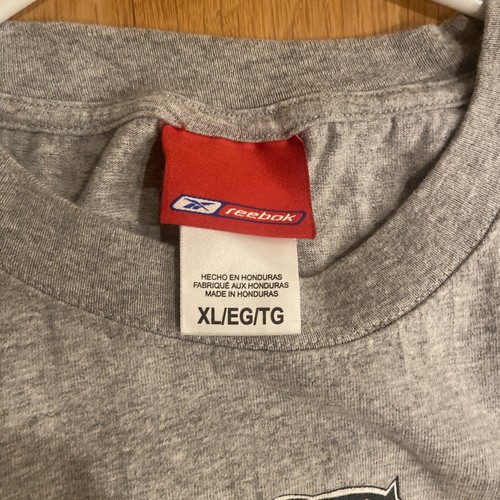 reebok
HECHO EN HONDURAS
FABRIQUÉ AUX HONDURAS
MADE IN HONDURAS
XL/EG/TG